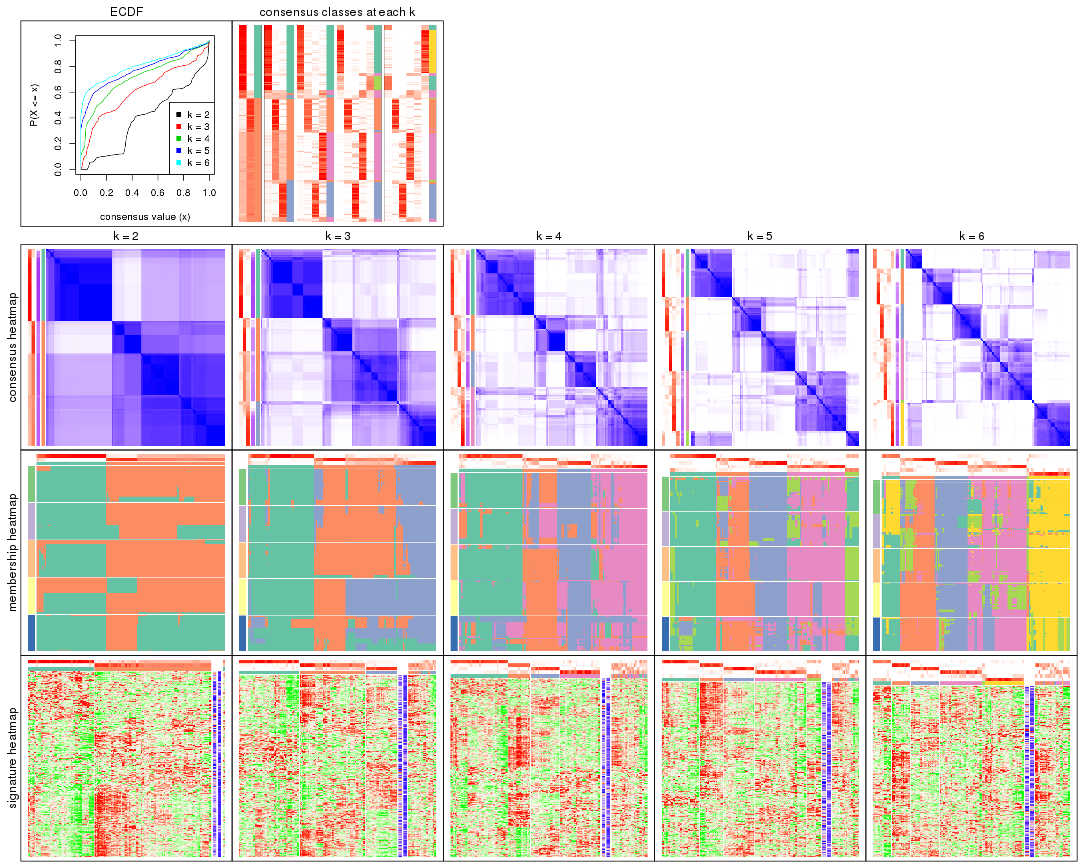 ECDF
consensus classes at each k
P(X <= x)
0.0
0.2
0.4
0.6
0.8
1.0
k = 2
k = 3
k = 4
k = 5
k = 6
0.0 0.2 0.4 0.6 0.8 1.0
consensus value (x)
k = 2
k = 3
k = 4
k = 5
k = 6
consensus heatmap
membership heatmap
signature heatmap